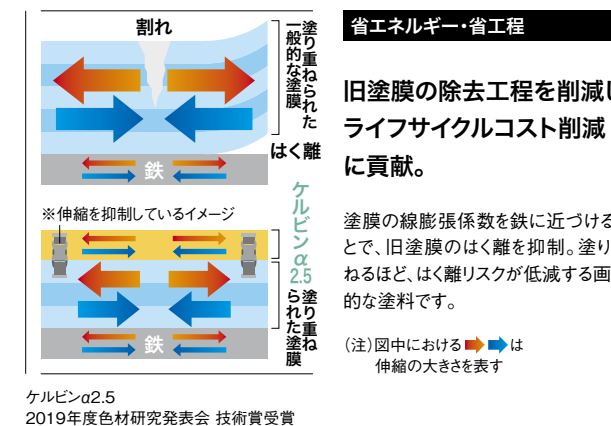 割れ
塗り重ねられた
一般的な塗膜
はく離
鉄
※伸縮を抑制しているイメージ
ケルビンα2.5
塗り重ね
られた塗膜
鉄
ケルビンα2.5
2019年度色材研究発表会 技術賞受賞
省エネルギー・省工程
旧塗膜の除去工程を削減し
ライフサイクルコスト削減
に貢献。
塗膜の線膨張係数を鉄に近づける
とで、旧塗膜のはく離を抑制。塗り
ねるほど、はく離リスクが低減する画
的な塗料です。
(注)図中における は
伸縮の大きさを表す